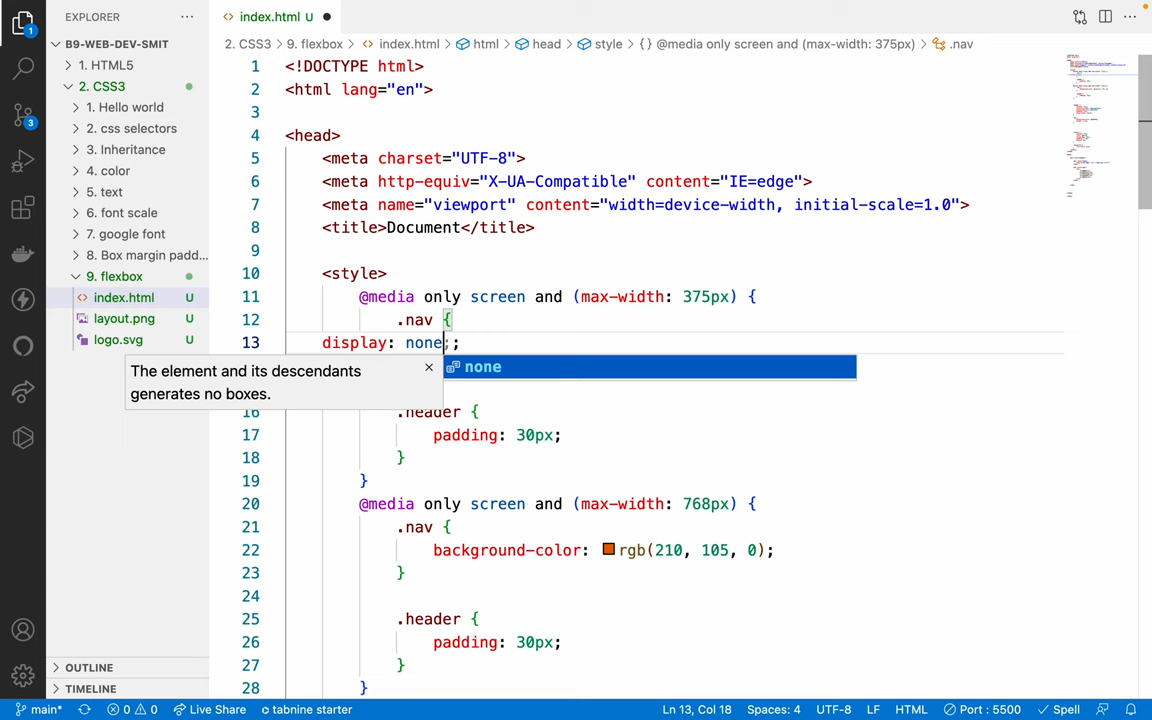 EXPLORER
index.html U
1
B9-WEB-DEV-SMIT
2. CSS3 > 9. flexbox > index.html > html > head > style > {} @media only screen and (max-width: 375px) > .nav
1. HTML5
2. CSS3
1. Hello world
2. css selectors
3. Inheritance
4. color
5. text
6. font scale
7. google font
8. Box margin padd...
9. flexbox
index.html U
layout.png U
logo.svg U
3
1 <!DOCTYPE html>
2 <html lang="en">
3
4 <head>
5 <meta charset="UTF-8">
6 <meta http-equiv="X-UA-Compatible" content="IE=edge">
7 <meta name="viewport" content="width=device-width, initial-scale=1.0">
8 <title>Document</title>
9
10 <style>
11 @media only screen and (max-width: 375px) {
12 .nav {
13 display: none;;
none
The element and its descendants
generates no boxes.
16 .header {
17 padding: 30px;
18 }
19 }
20 @media only screen and (max-width: 768px) {
21 .nav {
22 background-color: rgb(210, 105, 0);
23 }
24
25 .header {
26 padding: 30px;
27 }
28 }
OUTLINE
TIMELINE
main* 0 0 Live Share tabnine starter Ln 13, Col 18 Spaces: 4 UTF-8 LF HTML Port : 5500 Spell